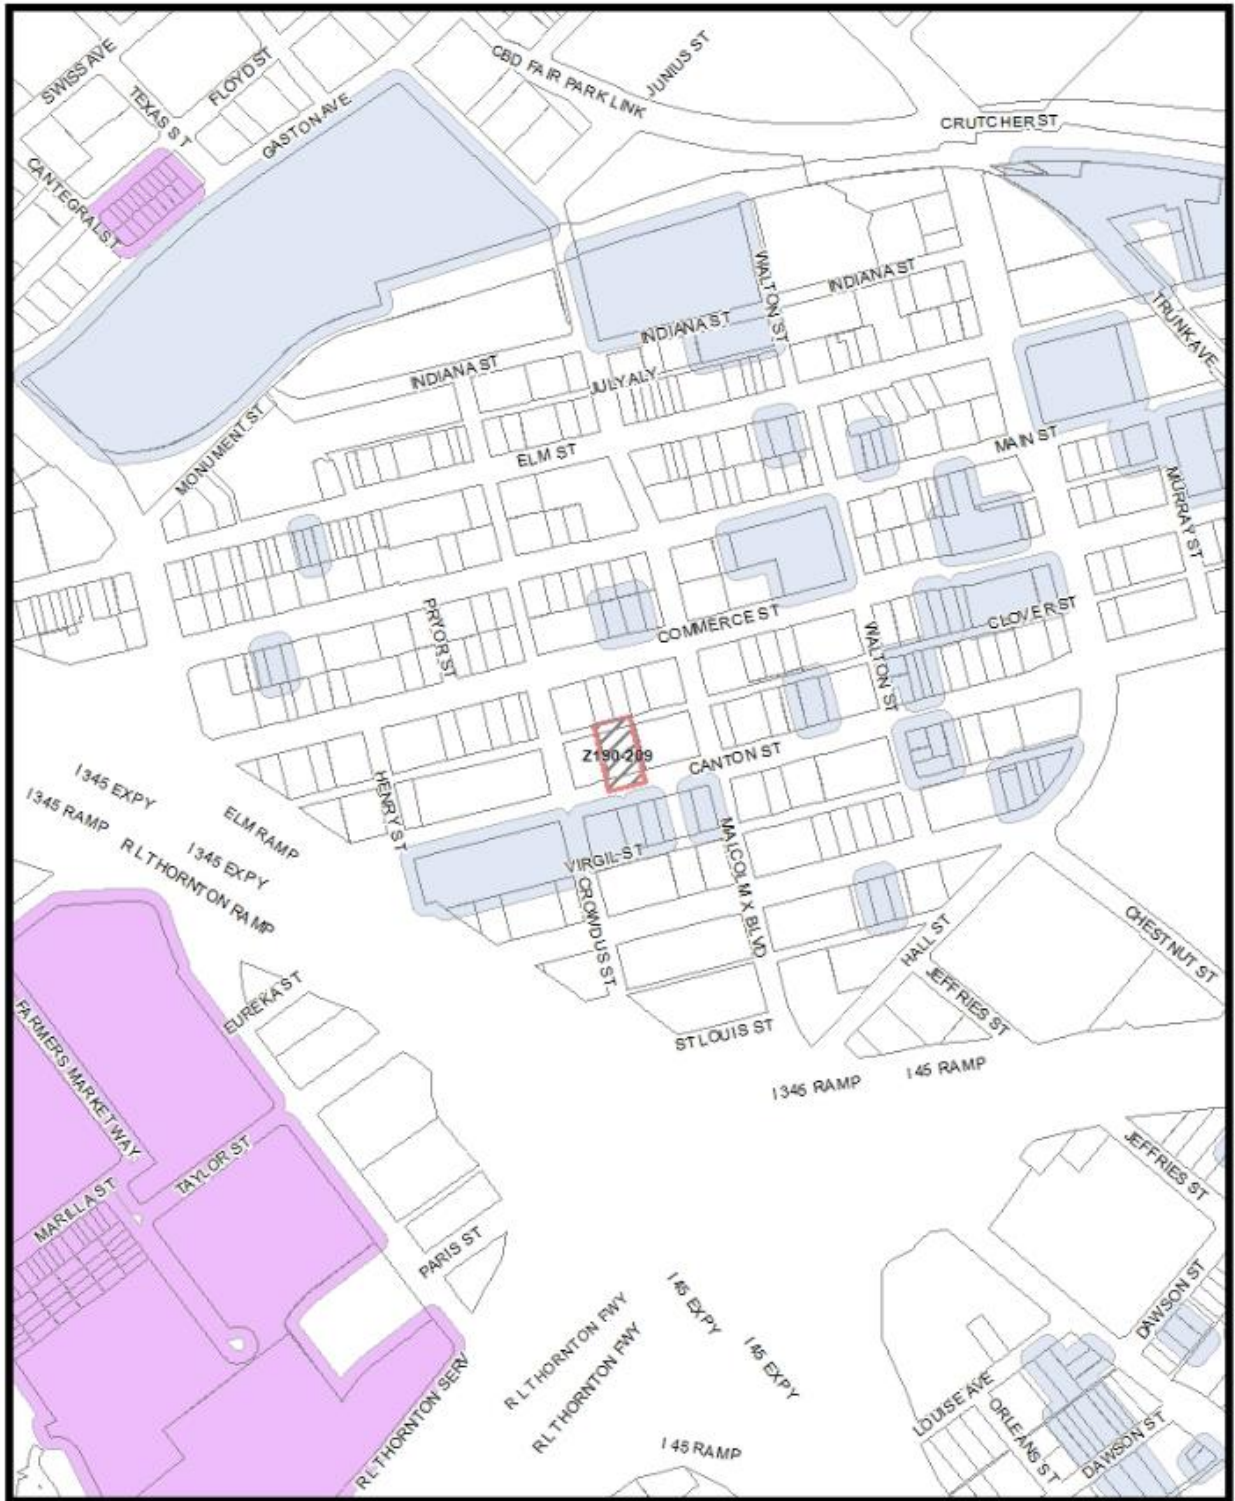 SWISS AVE
TEXAS ST
FLOYD ST
GASTON AVE
CBD FAIR PARK LINK
JUNIUS ST
CRUTCHER ST
CANTEGRAL ST
WALTON ST
INDIANA ST
INDIANA ST
TRUNK AVE
INDIANA ST
JULY ALY
MONUMENT ST
ELM ST
MAIN ST
MURRAY ST
PRYOR ST
COMMERCE ST
CLOVER ST
WALTON ST
Z190-209
CANTON ST
I 345 EXPY
I 345 RAMP
ELM RAMP
HENRY ST
I 345 EXPY
R L THORNTON RAMP
VIRGIL ST
CROWDUS ST
MALCOLM X BLVD
HALL ST
CHESTNUT ST
JEFFRIES ST
EUREKA ST
ST LOUIS ST
FARMERS MARKET WAY
I 345 RAMP
I 45 RAMP
TAYLOR ST
MARILLA ST
JEFFRIES ST
PARIS ST
DAWSON ST
R L THORNTON FWY
R L THORNTON FWY
I 45 EXPY
I 45 EXPY
R L THORNTON SERV
LOUISE AVE
ORLEANS ST
DAWSON ST
I 45 RAMP